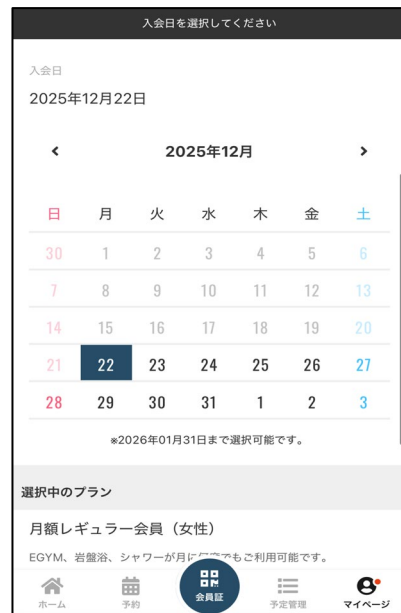 入会日を選択してください
入会日
2025年12月22日
2025年12月
日 月 火 水 木 金 土
30 1 2 3 4 5 6
7 8 9 10 11 12 13
14 15 16 17 18 19 20
21 22 23 24 25 26 27
28 29 30 31 1 2 3
※2026年01月31日まで選択可能です。
選択中のプラン
月額レギュラー会員（女性）
EGYM、岩盤浴、シャワーが月に何度でもご利用可能です。
ホーム 予約 会員証 予定管理 マイページ